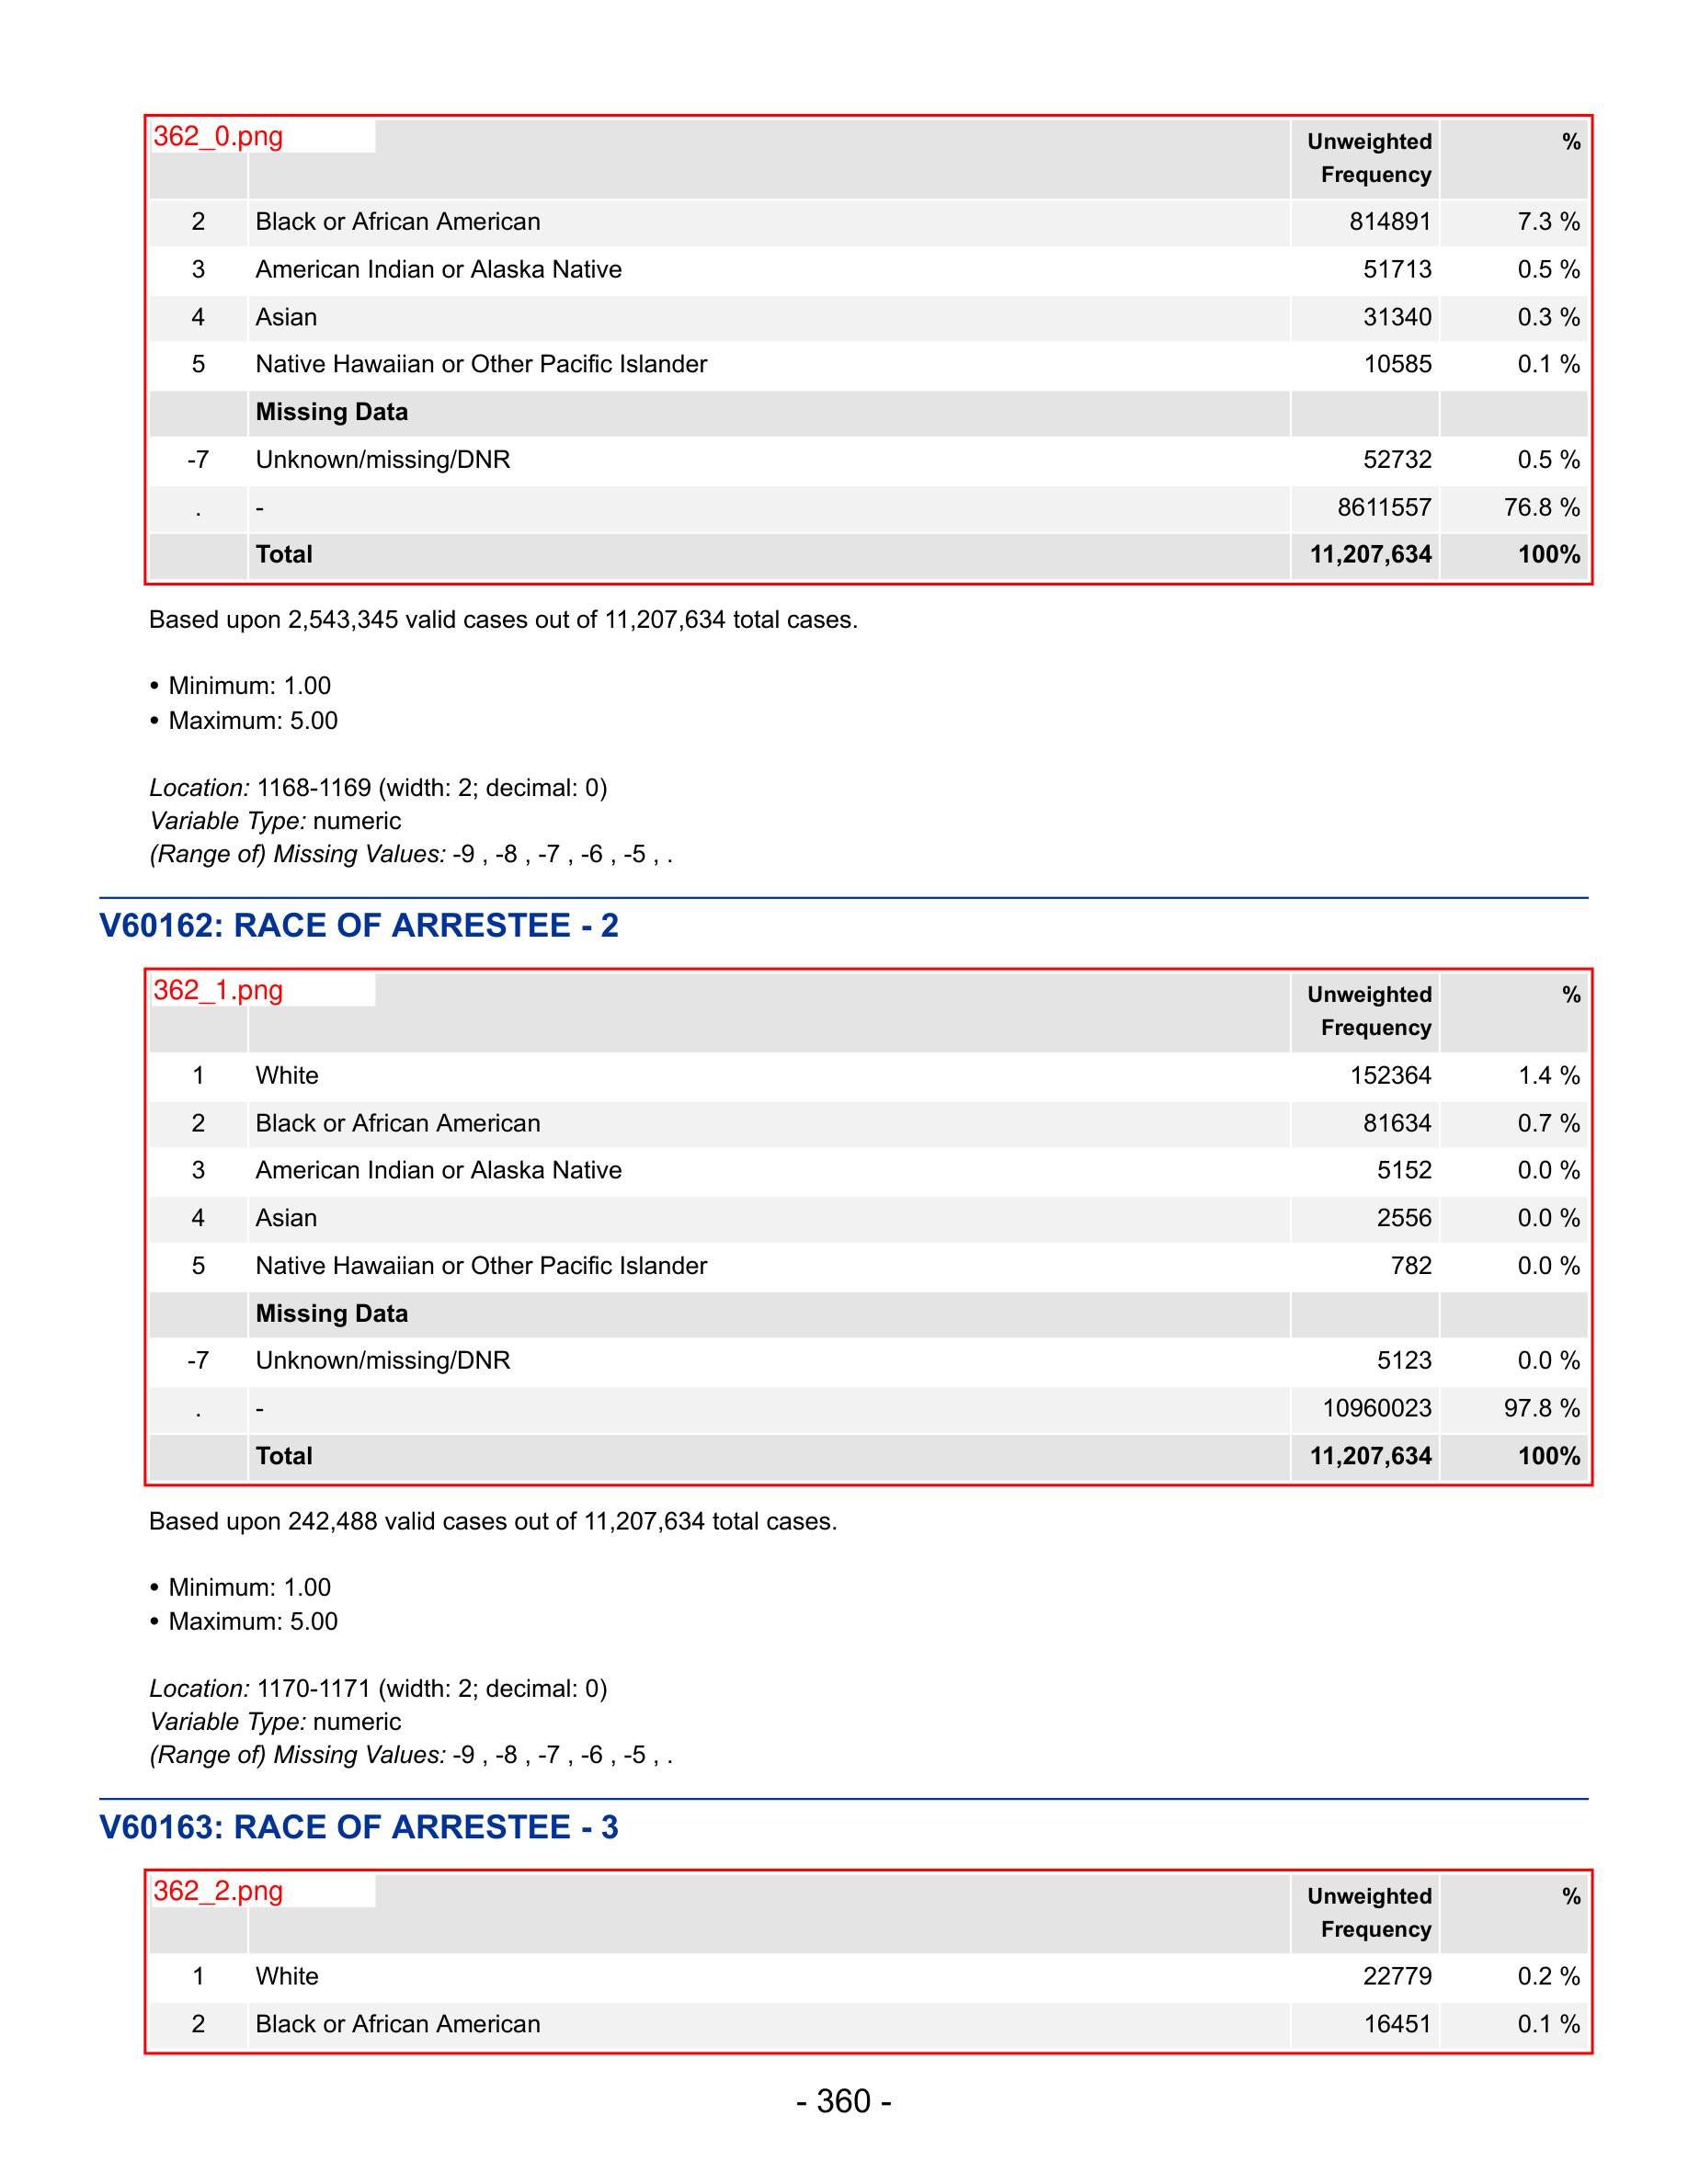 362_0.png
Unweighted Frequency %
2 Black or African American 814891 7.3 %
3 American Indian or Alaska Native 51713 0.5 %
4 Asian 31340 0.3 %
5 Native Hawaiian or Other Pacific Islander 10585 0.1 %
Missing Data
-7 Unknown/missing/DNR 52732 0.5 %
. - 8611557 76.8 %
Total 11,207,634 100%
Based upon 2,543,345 valid cases out of 11,207,634 total cases.
• Minimum: 1.00
• Maximum: 5.00
Location: 1168-1169 (width: 2; decimal: 0)
Variable Type: numeric
(Range of) Missing Values: -9 , -8 , -7 , -6 , -5 , .
V60162: RACE OF ARRESTEE - 2
362_1.png
Unweighted Frequency %
1 White 152364 1.4 %
2 Black or African American 81634 0.7 %
3 American Indian or Alaska Native 5152 0.0 %
4 Asian 2556 0.0 %
5 Native Hawaiian or Other Pacific Islander 782 0.0 %
Missing Data
-7 Unknown/missing/DNR 5123 0.0 %
. - 10960023 97.8 %
Total 11,207,634 100%
Based upon 242,488 valid cases out of 11,207,634 total cases.
• Minimum: 1.00
• Maximum: 5.00
Location: 1170-1171 (width: 2; decimal: 0)
Variable Type: numeric
(Range of) Missing Values: -9 , -8 , -7 , -6 , -5 , .
V60163: RACE OF ARRESTEE - 3
362_2.png
Unweighted Frequency %
1 White 22779 0.2 %
2 Black or African American 16451 0.1 %
- 360 -